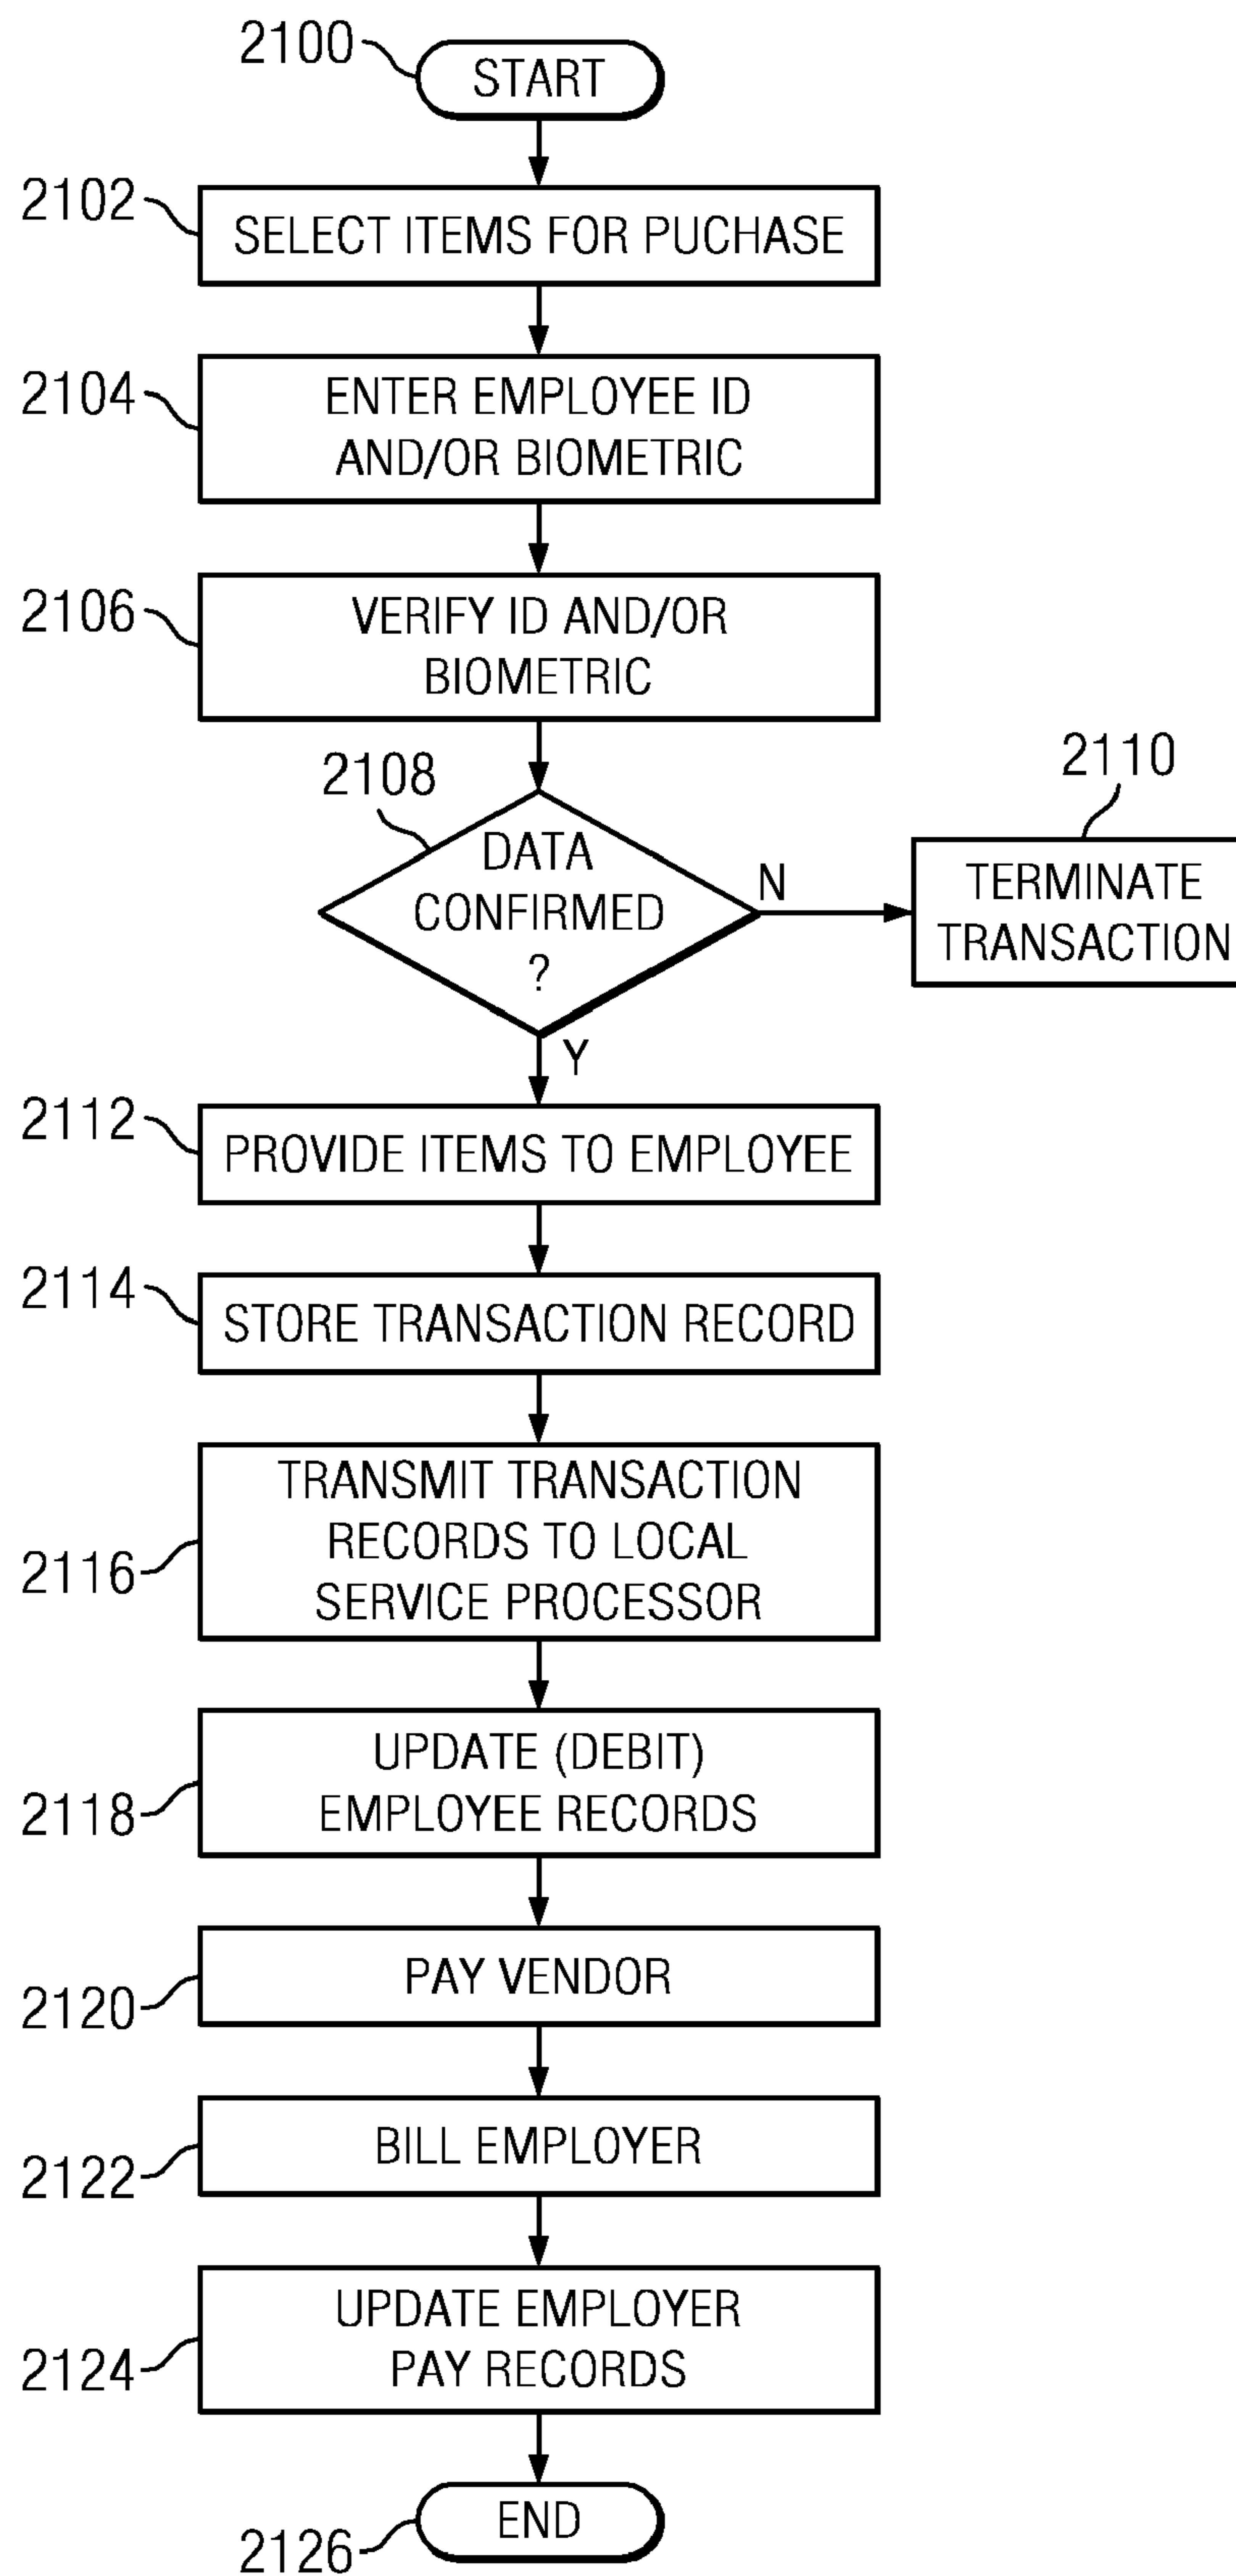 2100
START
2102
SELECT ITEMS FOR PUCHASE
2104
ENTER EMPLOYEE ID
AND/OR BIOMETRIC
2106
VERIFY ID AND/OR
BIOMETRIC
2108
DATA
CONFIRMED
?
N
2110
TERMINATE
TRANSACTION
Y
2112
PROVIDE ITEMS TO EMPLOYEE
2114
STORE TRANSACTION RECORD
2116
TRANSMIT TRANSACTION
RECORDS TO LOCAL
SERVICE PROCESSOR
2118
UPDATE (DEBIT)
EMPLOYEE RECORDS
2120
PAY VENDOR
2122
BILL EMPLOYER
2124
UPDATE EMPLOYER
PAY RECORDS
2126
END